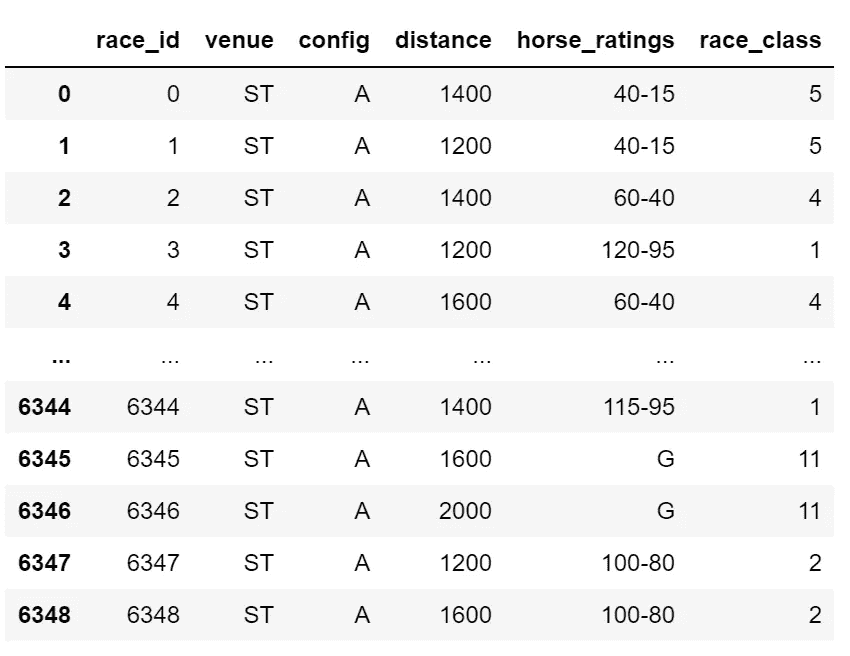 race_id venue config distance horse_ratings race_class
0 0 ST A 1400 40-15 5
1 1 ST A 1200 40-15 5
2 2 ST A 1400 60-40 4
3 3 ST A 1200 120-95 1
4 4 ST A 1600 60-40 4
... ... ... ... ... ... ...
6344 6344 ST A 1400 115-95 1
6345 6345 ST A 1600 G 11
6346 6346 ST A 2000 G 11
6347 6347 ST A 1200 100-80 2
6348 6348 ST A 1600 100-80 2